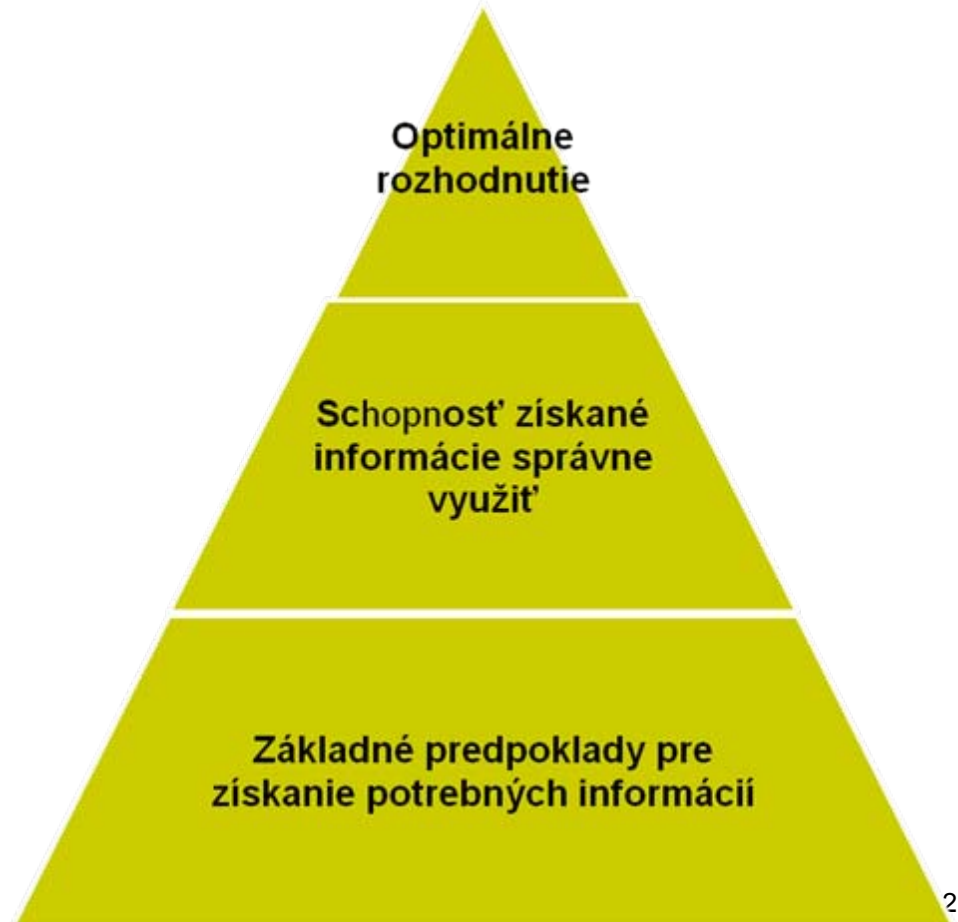 Optimálne
rozhodnutie
Schopnosť získané
informácie správne
využiť
Základné predpoklady pre
získanie potrebných informácií
2